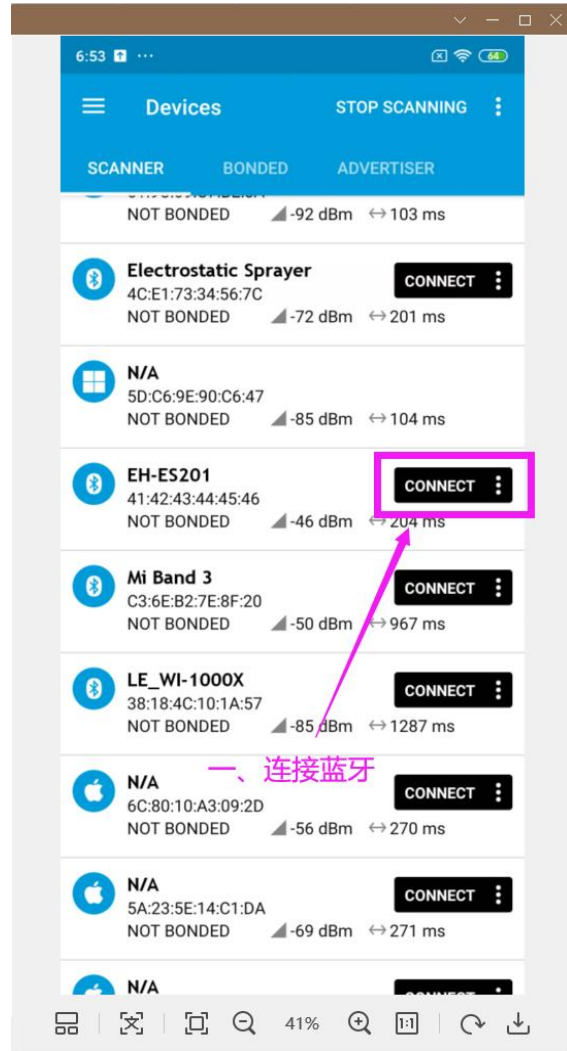 6:53 ...
64
Devices
STOP SCANNING
SCANNER
BONDED
ADVERTISER
NOT BONDED -92 dBm ↔ 103 ms
Electrostatic Sprayer
CONNECT
4C:E1:73:34:56:7C
NOT BONDED -72 dBm ↔ 201 ms
N/A
5D:C6:9E:90:C6:47
NOT BONDED -85 dBm ↔ 104 ms
EH-ES201
CONNECT
41:42:43:44:45:46
NOT BONDED -46 dBm ↔ 204 ms
Mi Band 3
CONNECT
C3:6E:B2:7E:8F:20
NOT BONDED -50 dBm ↔ 967 ms
LE_WI-1000X
CONNECT
38:18:4C:10:1A:57
NOT BONDED -85 dBm ↔ 1287 ms
一、连接蓝牙
N/A
CONNECT
6C:80:10:A3:09:2D
NOT BONDED -56 dBm ↔ 270 ms
N/A
CONNECT
5A:23:5E:14:C1:DA
NOT BONDED -69 dBm ↔ 271 ms
N/A
41%
1:1